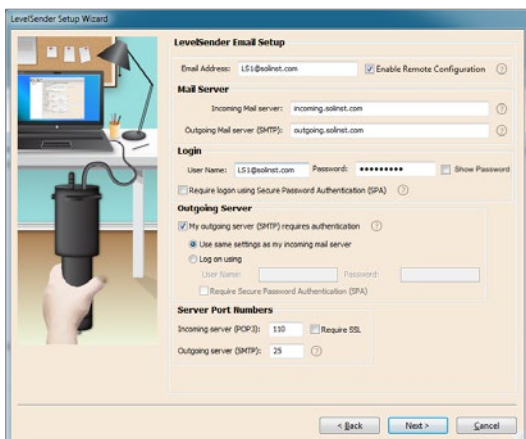 LevelSender Setup Wizard
LevelSender Email Setup
Email Address: LS1@solinst.com Enable Remote Configuration ?
Mail Server
Incoming Mail server: incoming.solinst.com ?
Outgoing Mail server (SMTP): outgoing.solinst.com ?
Login
User Name: LS1@solinst.com Password: ●●●●●●●●● Show Password
Require logon using Secure Password Authentication (SPA) ?
Outgoing Server
My outgoing server (SMTP) requires authentication ?
Use same settings as my incoming mail server
Log on using
User Name: Password:
Require Secure Password Authentication (SPA)
Server Port Numbers
Incoming server (POP3): 110 Require SSL
Outgoing server (SMTP): 25 ?
< Back Next > Cancel